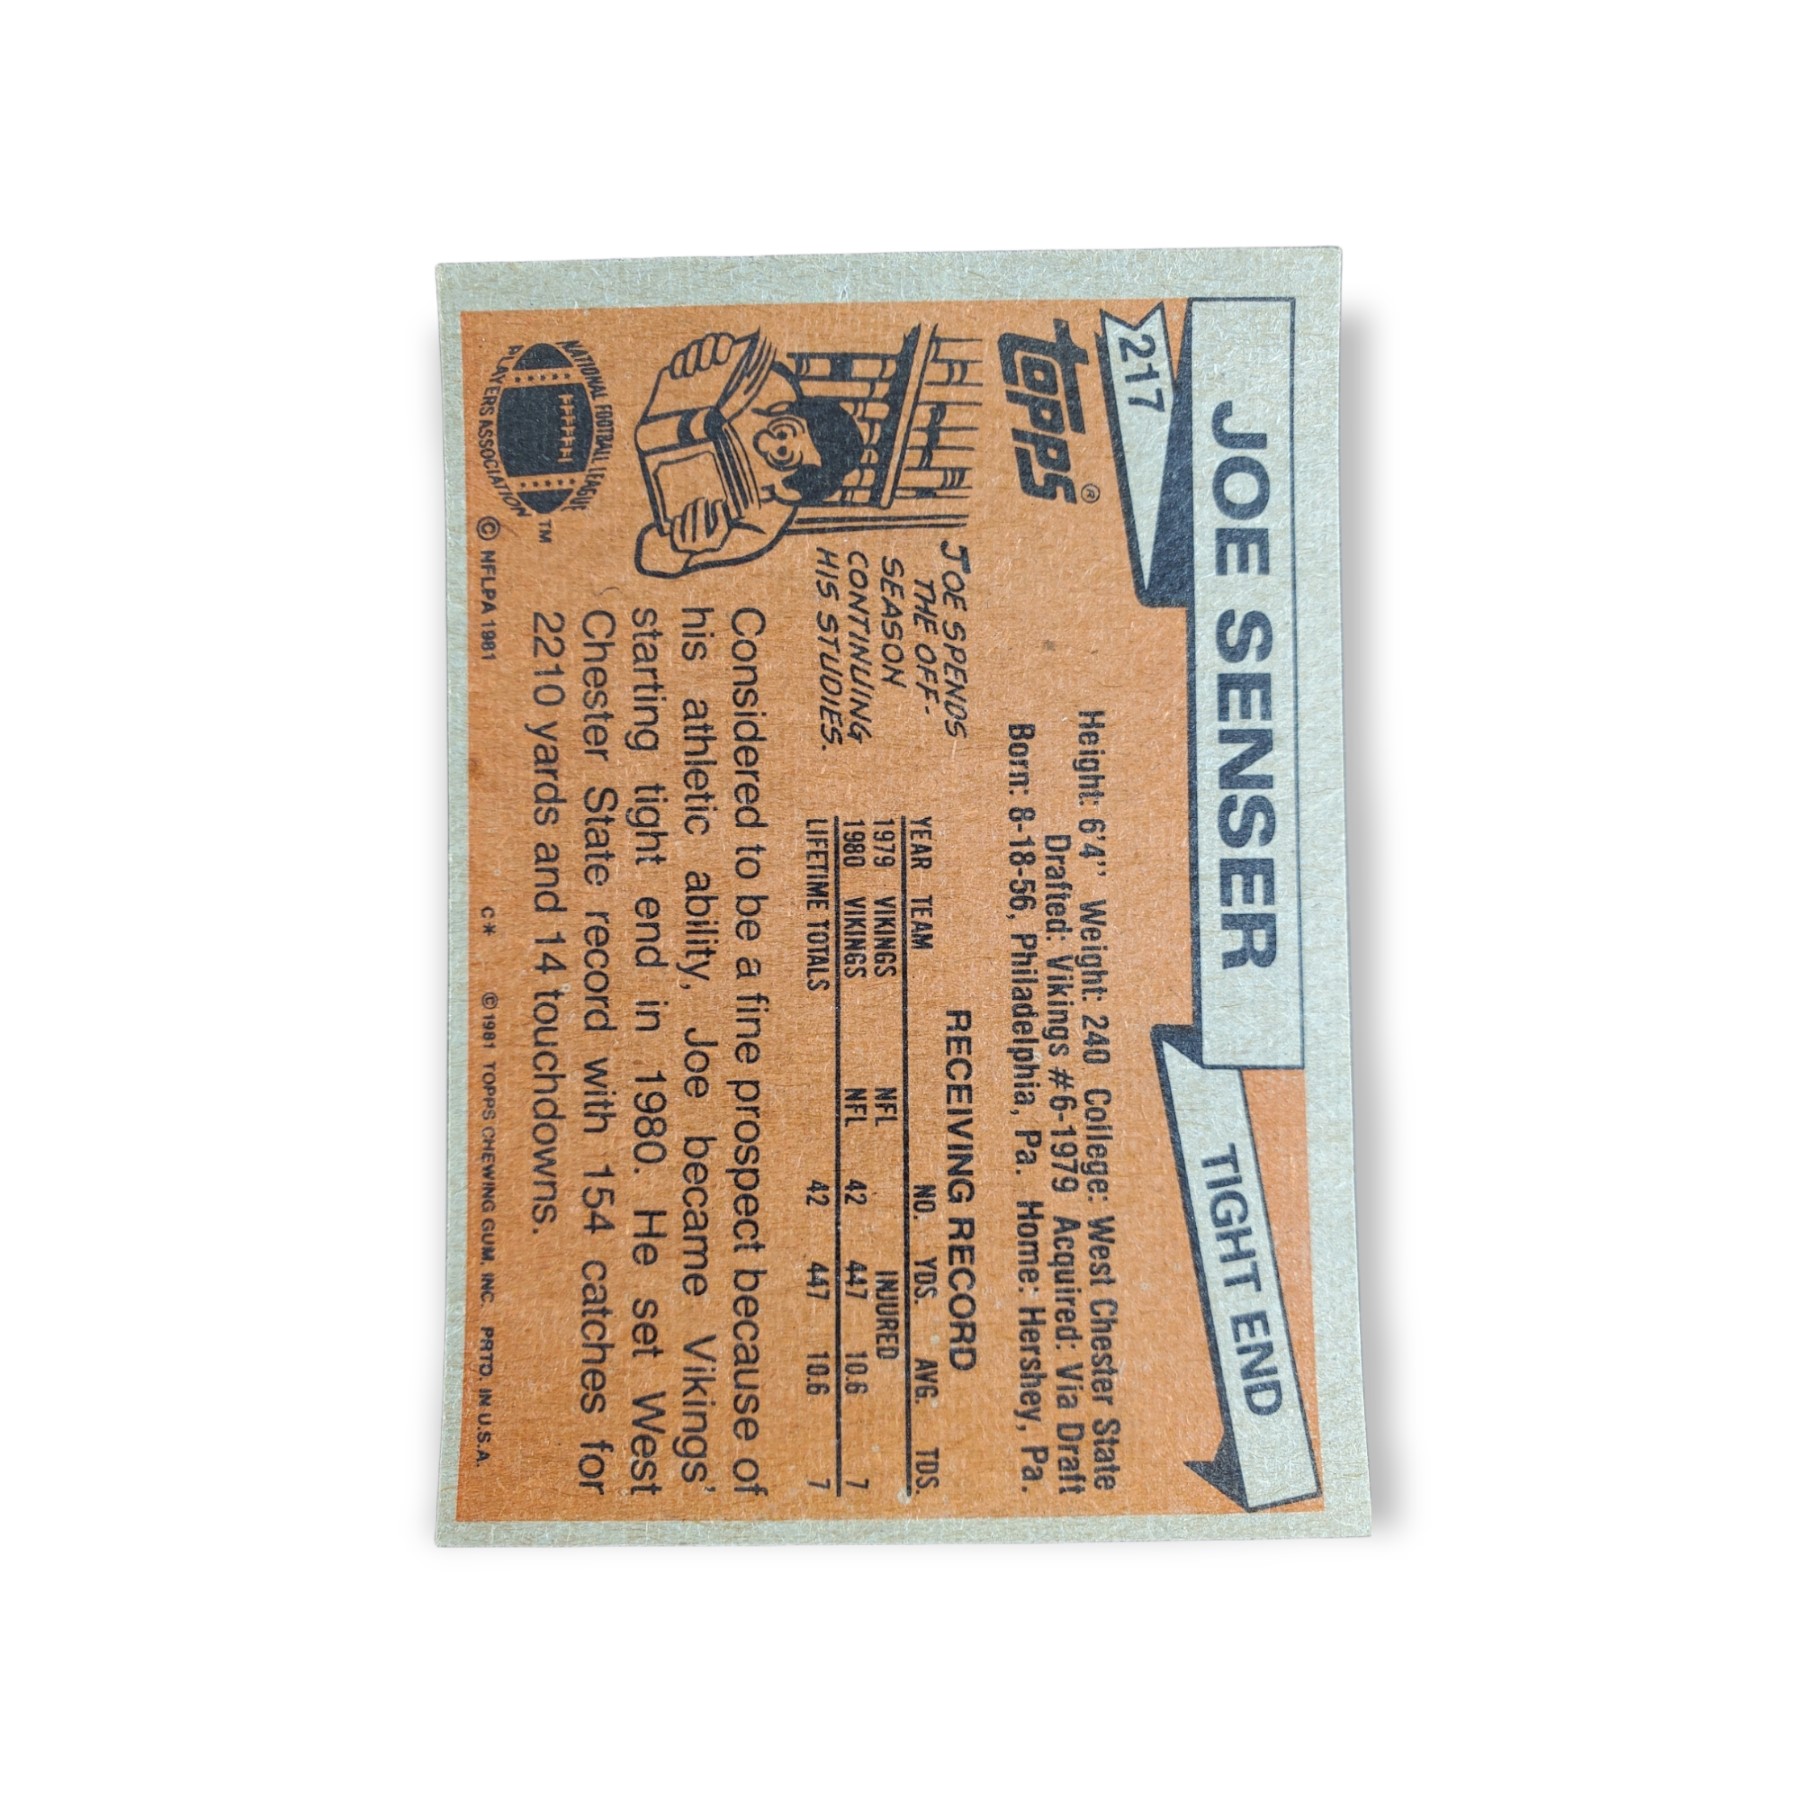 217
JOE SENSER
TIGHT END
TOPPS®
Height: 6'4'' Weight: 240 College: West Chester State
Drafted: Vikings #6-1979 Acquired: Via Draft
Born: 8-18-56, Philadelphia, Pa. Home: Hershey, Pa.
JOE SPENDS
THE OFF-
SEASON
CONTINUING
HIS STUDIES.
RECEIVING RECORD
YEAR TEAM NO. YDS. AVG. TDS.
1979 VIKINGS NFL INJURED
1980 VIKINGS NFL 42 447 10.6 7
LIFETIME TOTALS 42 447 10.6 7
Considered to be a fine prospect because of
his athletic ability, Joe became Vikings'
starting tight end in 1980. He set West
Chester State record with 154 catches for
2210 yards and 14 touchdowns.
NATIONAL FOOTBALL LEAGUE
PLAYERS ASSOCIATION
TM
© NFLPA 1981
C* © 1981 TOPPS CHEWING GUM, INC. PRTD. IN U.S.A.